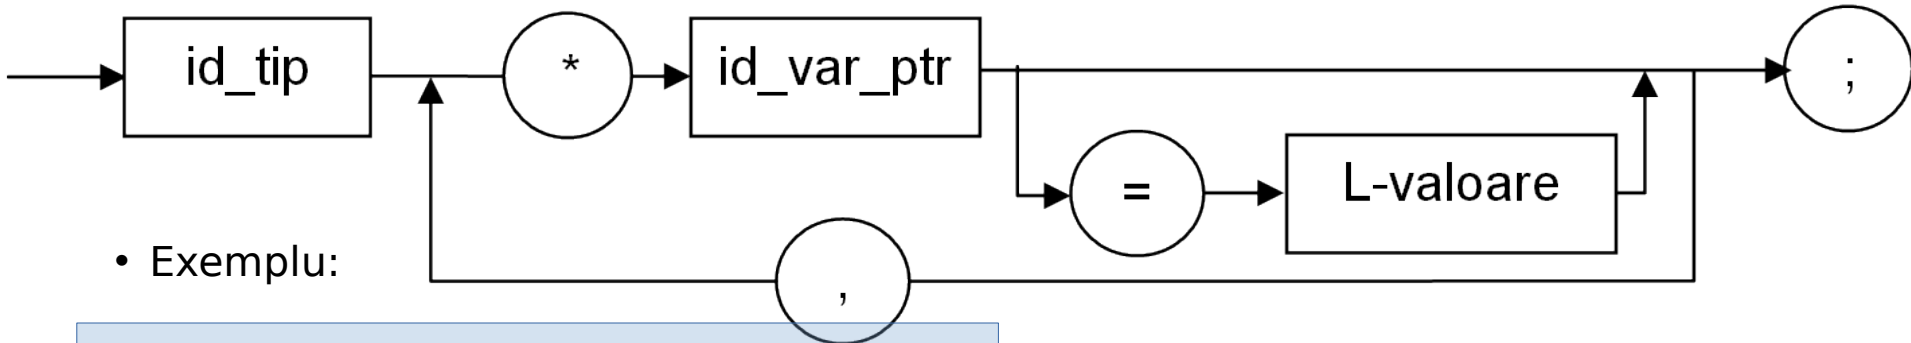 id_tip * id_var_ptr ;
= L-valoare
• Exemplu:
,